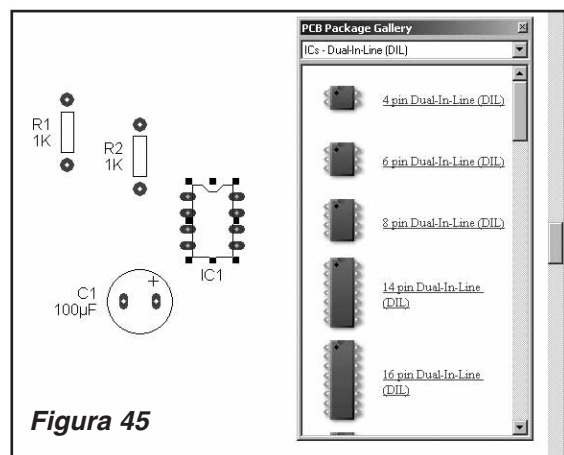 PCB Package Gallery
ICs - Dual-In-Line (DIL)
4 pin Dual-In-Line (DIL)
6 pin Dual-In-Line (DIL)
8 pin Dual-In-Line (DIL)
14 pin Dual-In-Line
(DIL)
16 pin Dual-In-Line
(DIL)
R1
1K
R2
1K
IC1
C1
100µF
+
Figura 45